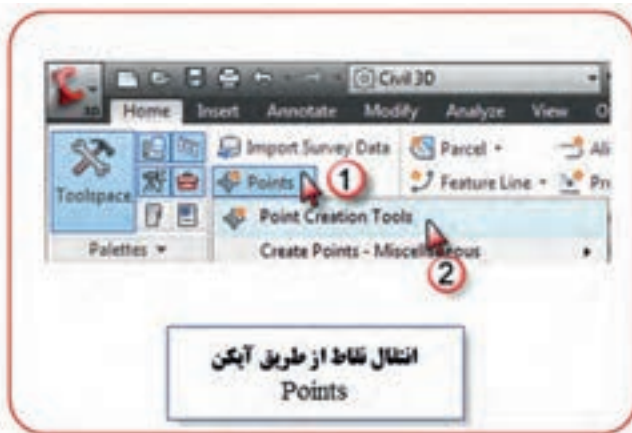 Civil 3D
Home Insert Annotate Modify Analyze View
Import Survey Data Parcel
Toolspace Points 1 Feature Line
Point Creation Tools
Palettes Create Points - Miscellaneous 2
انتقال نقاط از طریق آیکن
Points